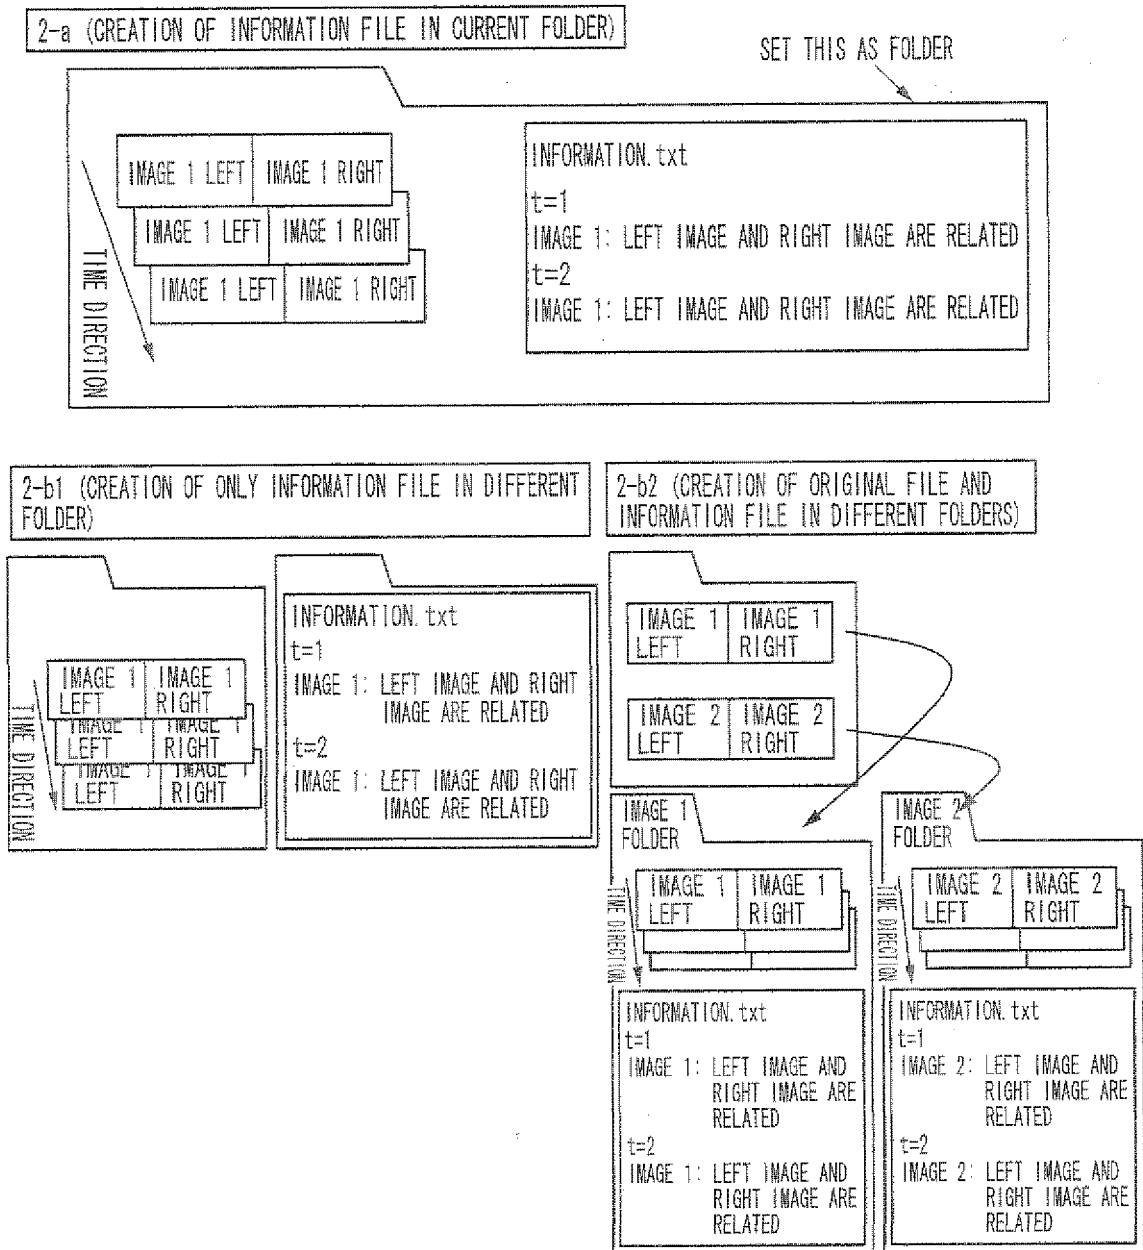 2-a (CREATION OF INFORMATION FILE IN CURRENT FOLDER)
SET THIS AS FOLDER
IMAGE 1 LEFT IMAGE 1 RIGHT
IMAGE 1 LEFT IMAGE 1 RIGHT
IMAGE 1 LEFT IMAGE 1 RIGHT
TIME DIRECTION
INFORMATION.txt
t=1
IMAGE 1: LEFT IMAGE AND RIGHT IMAGE ARE RELATED
t=2
IMAGE 1: LEFT IMAGE AND RIGHT IMAGE ARE RELATED
2-b1 (CREATION OF ONLY INFORMATION FILE IN DIFFERENT
FOLDER)
IMAGE 1 IMAGE 1
LEFT RIGHT
IMAGE 1 IMAGE 1
LEFT RIGHT
IMAGE 1 IMAGE 1
LEFT RIGHT
TIME DIRECTION
INFORMATION.txt
t=1
IMAGE 1: LEFT IMAGE AND RIGHT
IMAGE ARE RELATED
t=2
IMAGE 1: LEFT IMAGE AND RIGHT
IMAGE ARE RELATED
2-b2 (CREATION OF ORIGINAL FILE AND
INFORMATION FILE IN DIFFERENT FOLDERS)
IMAGE 1 IMAGE 1
LEFT RIGHT
IMAGE 2 IMAGE 2
LEFT RIGHT
IMAGE 1
FOLDER
IMAGE 1 IMAGE 1
LEFT RIGHT
TIME DIRECTION
INFORMATION.txt
t=1
IMAGE 1: LEFT IMAGE AND
RIGHT IMAGE ARE
RELATED
t=2
IMAGE 1: LEFT IMAGE AND
RIGHT IMAGE ARE
RELATED
IMAGE 2
FOLDER
IMAGE 2 IMAGE 2
LEFT RIGHT
TIME DIRECTION
INFORMATION.txt
t=1
IMAGE 2: LEFT IMAGE AND
RIGHT IMAGE ARE
RELATED
t=2
IMAGE 2: LEFT IMAGE AND
RIGHT IMAGE ARE
RELATED